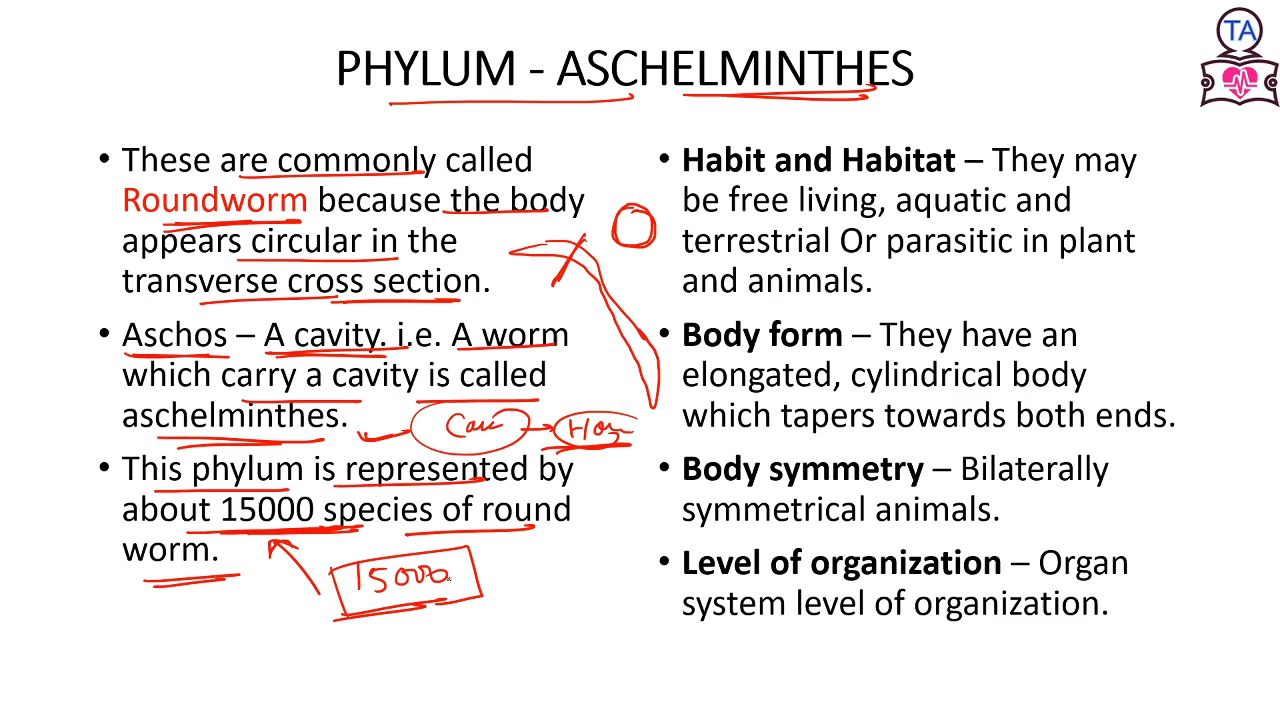 TA
PHYLUM - ASCHELMINTHES
• These are commonly called
Roundworm because the body
appears circular in the
transverse cross section.
• Aschos – A cavity. i.e. A worm
which carry a cavity is called
aschelminthes.
• This phylum is represented by
about 15000 species of round
worm.
15000
• Habit and Habitat – They may
be free living, aquatic and
terrestrial Or parasitic in plant
and animals.
• Body form – They have an
elongated, cylindrical body
which tapers towards both ends.
• Body symmetry – Bilaterally
symmetrical animals.
• Level of organization – Organ
system level of organization.